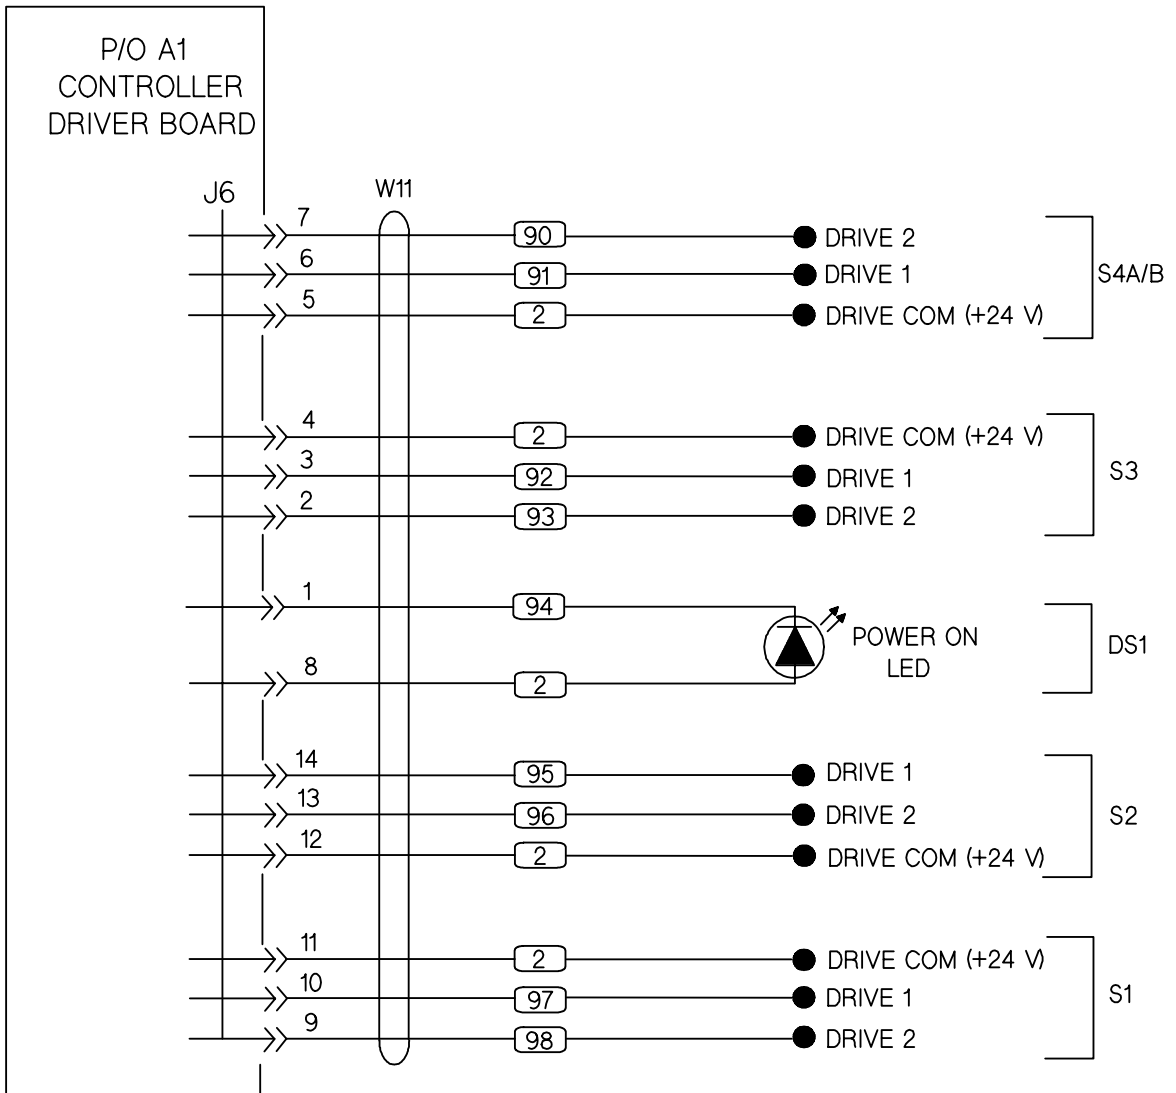 P/O A1
CONTROLLER
DRIVER BOARD
J6
W11
7 90 DRIVE 2
6 91 DRIVE 1
5 2 DRIVE COM (+24 V)
S4A/B
4 2 DRIVE COM (+24 V)
3 92 DRIVE 1
2 93 DRIVE 2
S3
1 94
POWER ON
LED
DS1
8 2
14 95 DRIVE 1
13 96 DRIVE 2
12 2 DRIVE COM (+24 V)
S2
11 2 DRIVE COM (+24 V)
10 97 DRIVE 1
9 98 DRIVE 2
S1